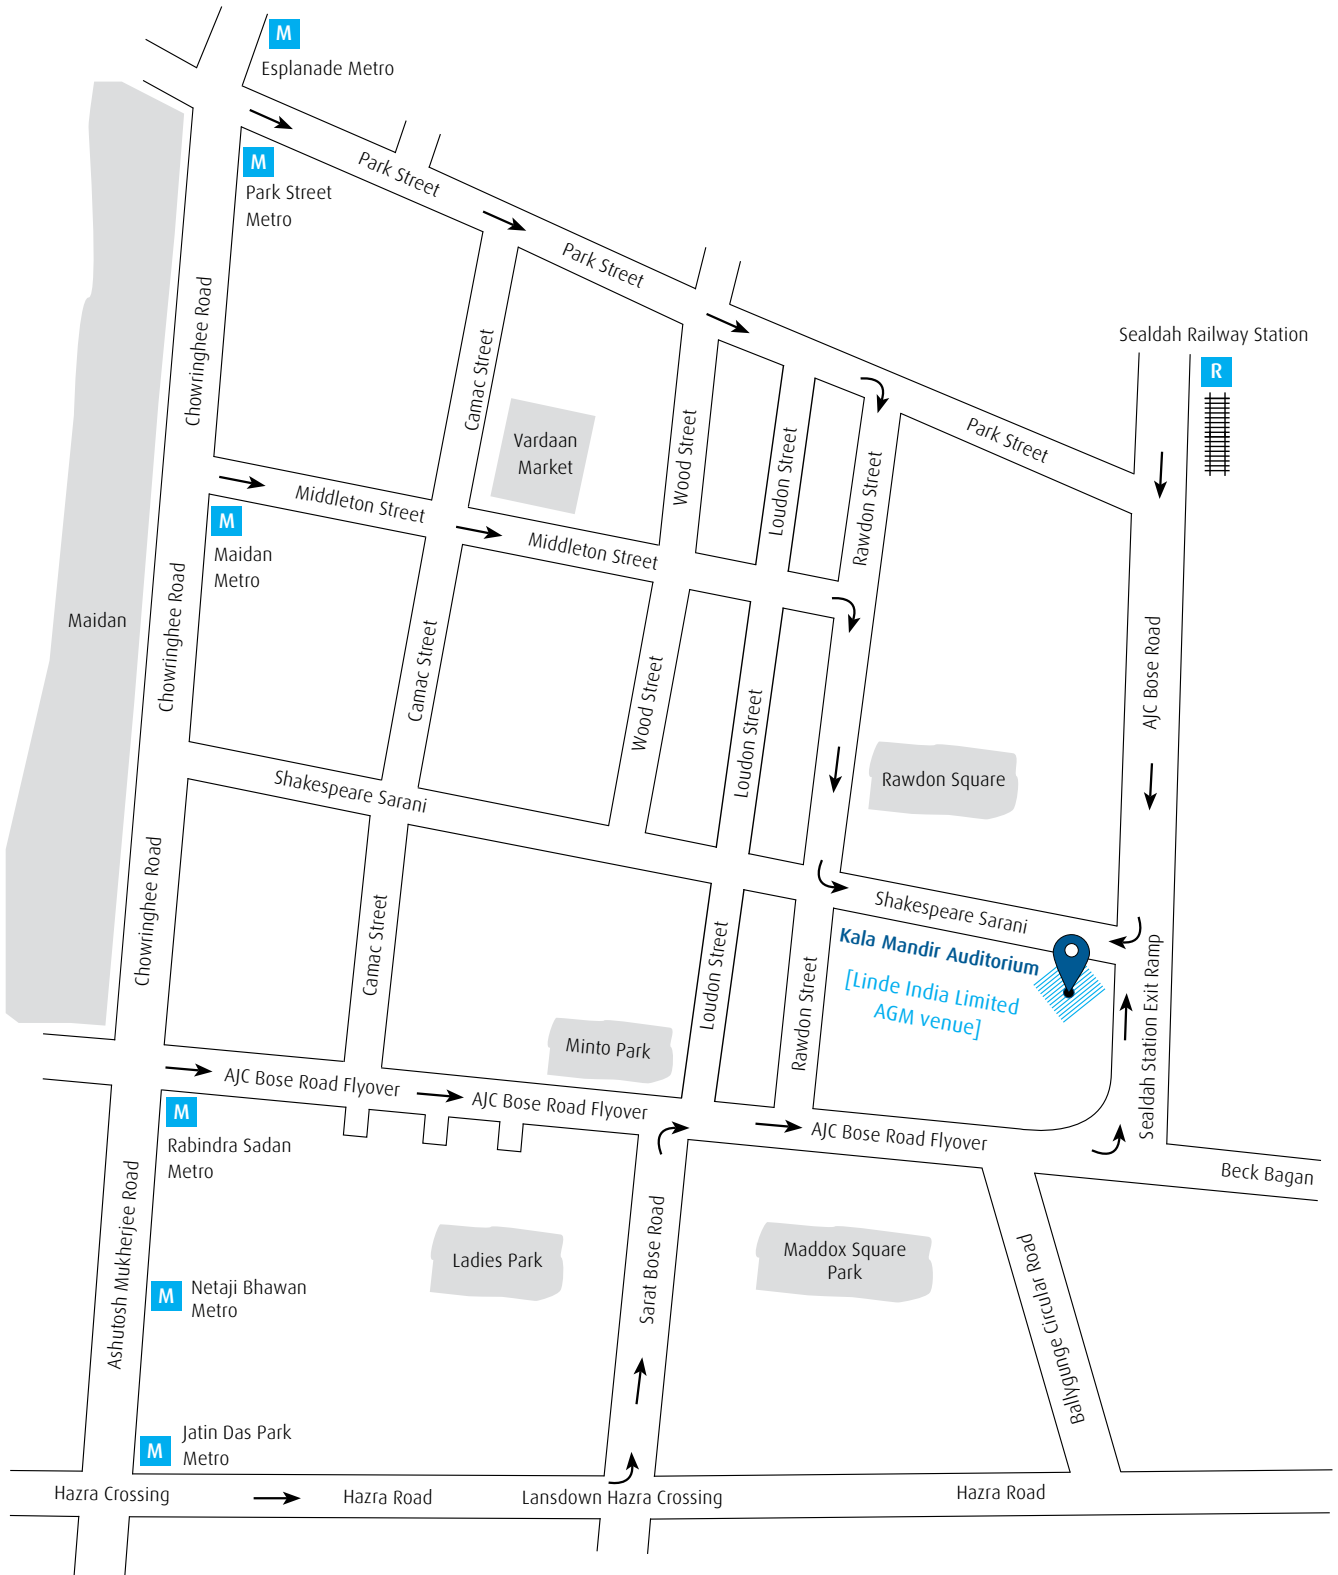 M
Esplanade Metro
M
Park Street
Metro
Park Street
Park Street
Park Street
Sealdah Railway Station
R
Chowringhee Road
Camac Street
Vardaan
Market
Wood Street
Loudon Street
Rawdon Street
Middleton Street
Middleton Street
M
Maidan
Metro
Maidan
Chowringhee Road
Camac Street
Wood Street
Loudon Street
AJC Bose Road
Rawdon Square
Shakespeare Sarani
Shakespeare Sarani
Chowringhee Road
Camac Street
Loudon Street
Rawdon Street
Kala Mandir Auditorium
[Linde India Limited
AGM venue]
Sealdah Station Exit Ramp
Minto Park
AJC Bose Road Flyover
AJC Bose Road Flyover
AJC Bose Road Flyover
M
Rabindra Sadan
Metro
Beck Bagan
Ashutosh Mukherjee Road
Sarat Bose Road
Ladies Park
Maddox Square
Park
Ballygunge Circular Road
M
Netaji Bhawan
Metro
M
Jatin Das Park
Metro
Hazra Crossing
Hazra Road
Lansdown Hazra Crossing
Hazra Road